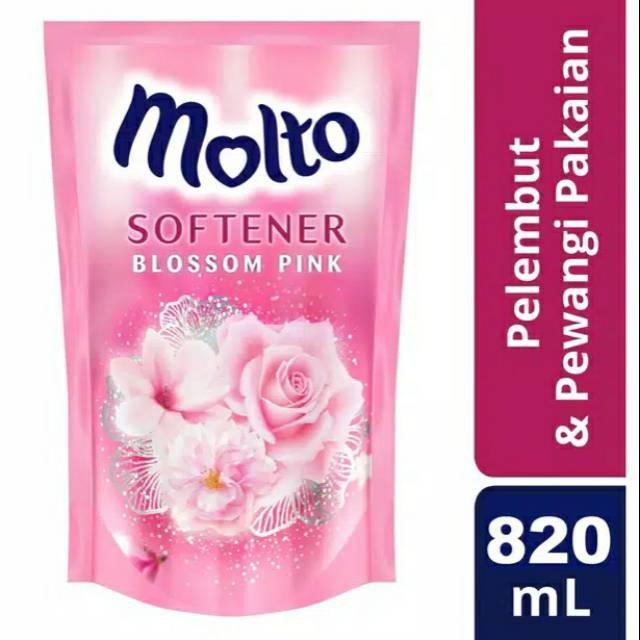 Molto
SOFTENER
BLOSSOM PINK
Pelembut
& Pewangi Pakaian
820
mL